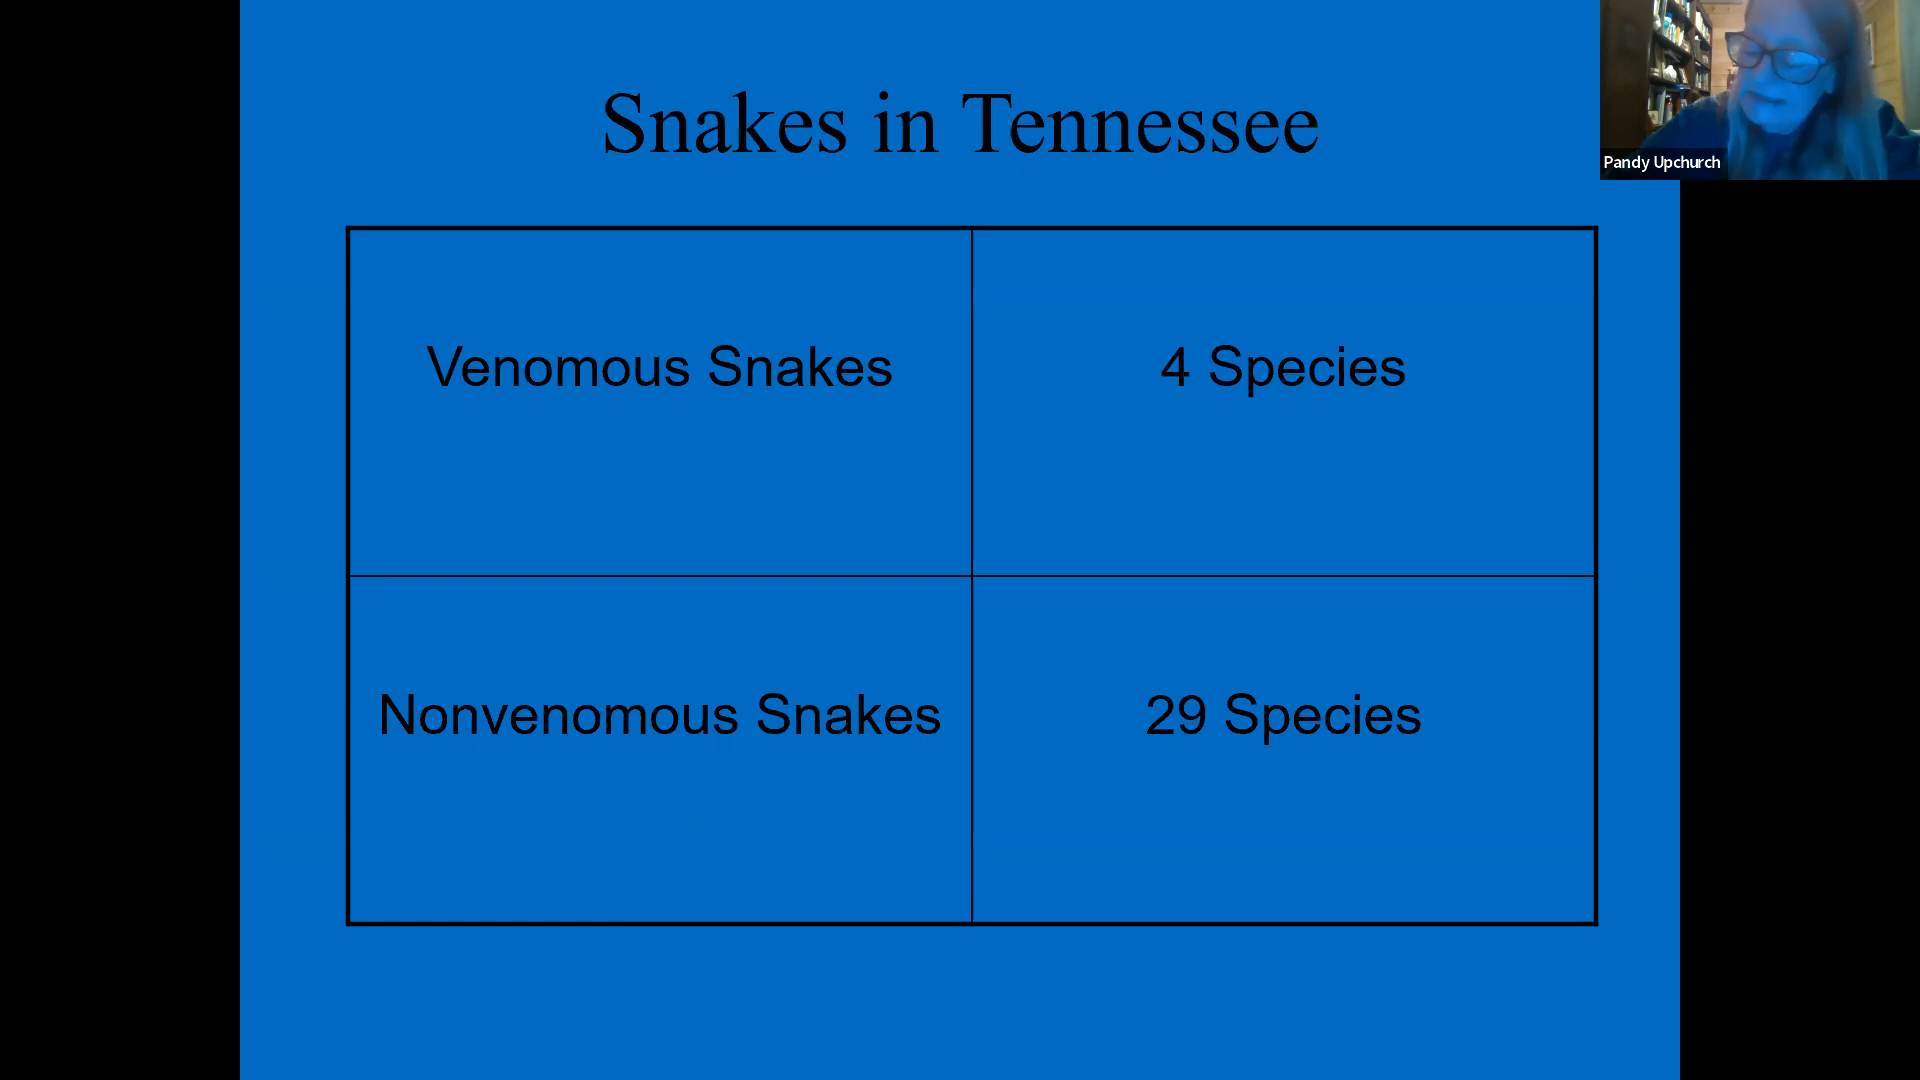 Snakes in Tennessee
Pandy Upchurch
Venomous Snakes
4 Species
Nonvenomous Snakes
29 Species